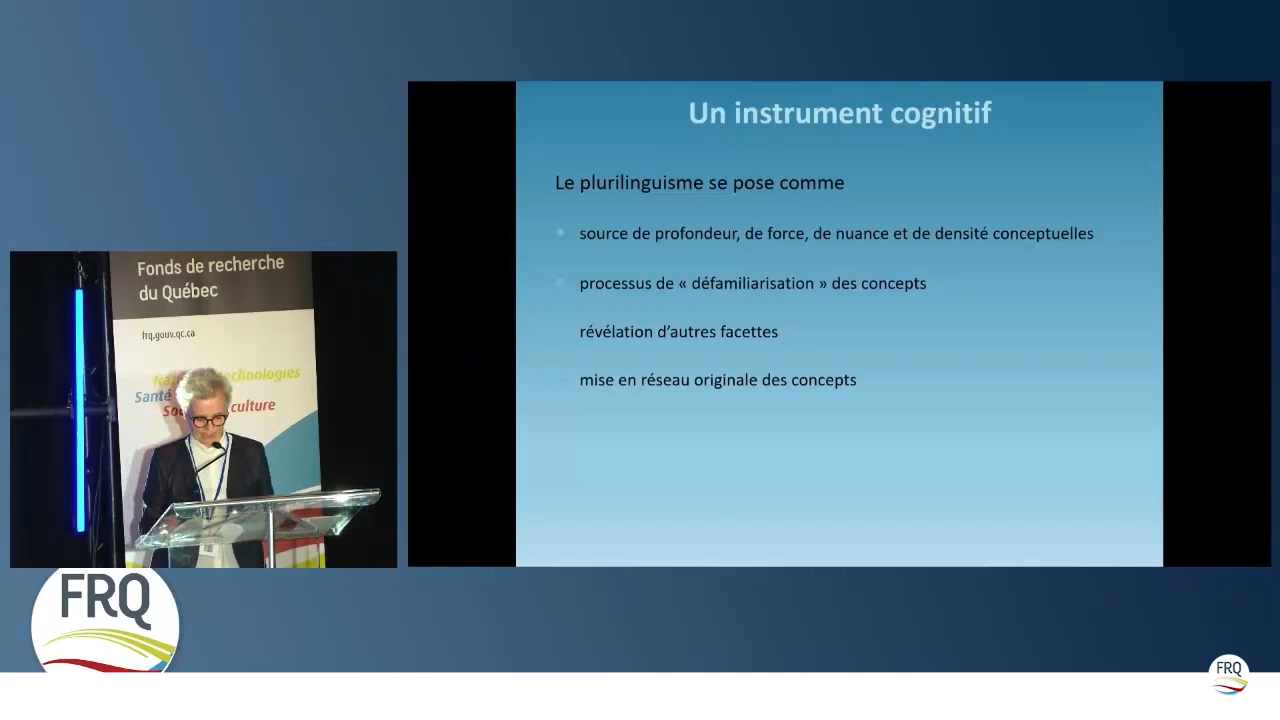 Un instrument cognitif
Le plurilinguisme se pose comme
source de profondeur, de force, de nuance et de densité conceptuelles
processus de « défamiliarisation » des concepts
révélation d’autres facettes
mise en réseau originale des concepts
Fonds de recherche
du Québec
frq.gouv.qc.ca
Santé
culture
FRQ
FRQ